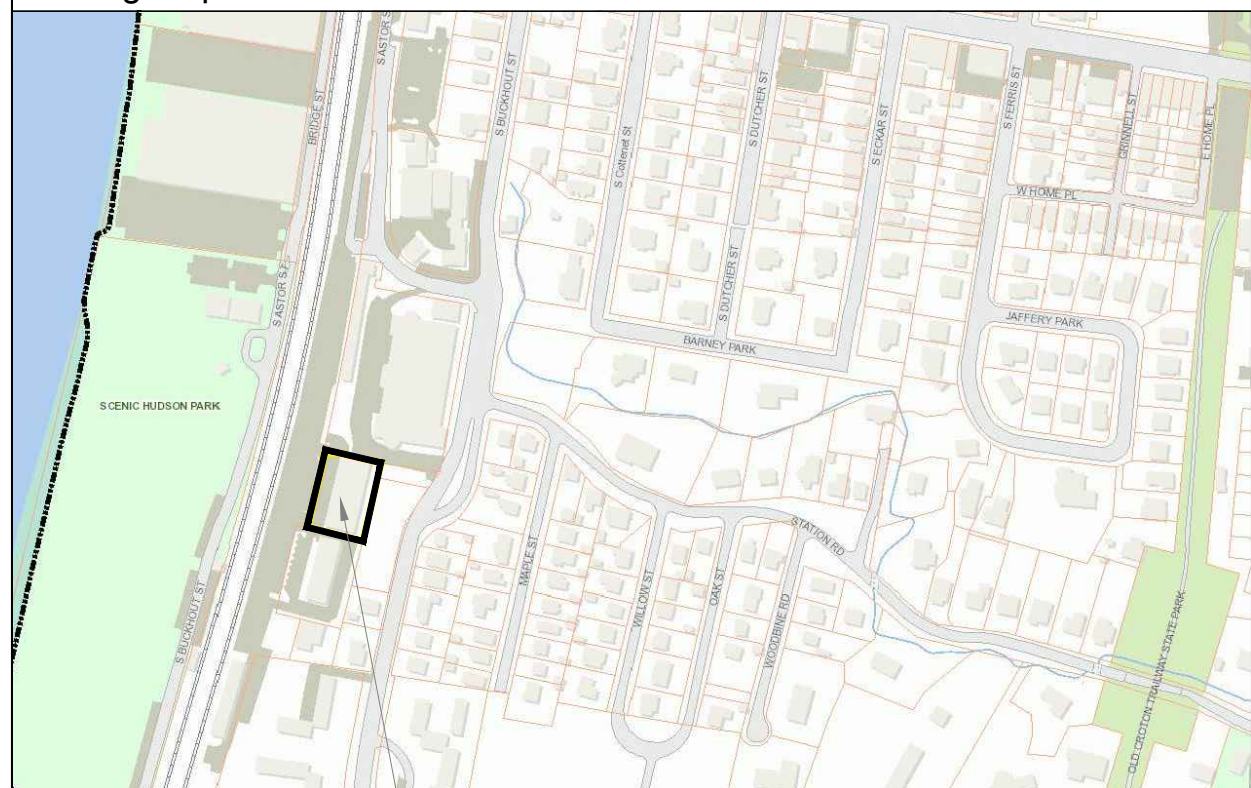 S ASTOR S
S BUCKHOUT ST
BRIDGE ST
S Cottenet St
S DUTCHER ST
S ECKAR ST
S FERRIS ST
GRINNELL ST
E HOME PL
W HOME PL
S DUTCHER ST
S ASTOR ST
BARNEY PARK
JAFFERY PARK
SCENIC HUDSON PARK
STATION RD
MAPLE ST
WILLOW ST
OAK ST
WOODBINE RD
S BUCKHOUT ST
OLD CROTON TRAILWAY STATE PARK